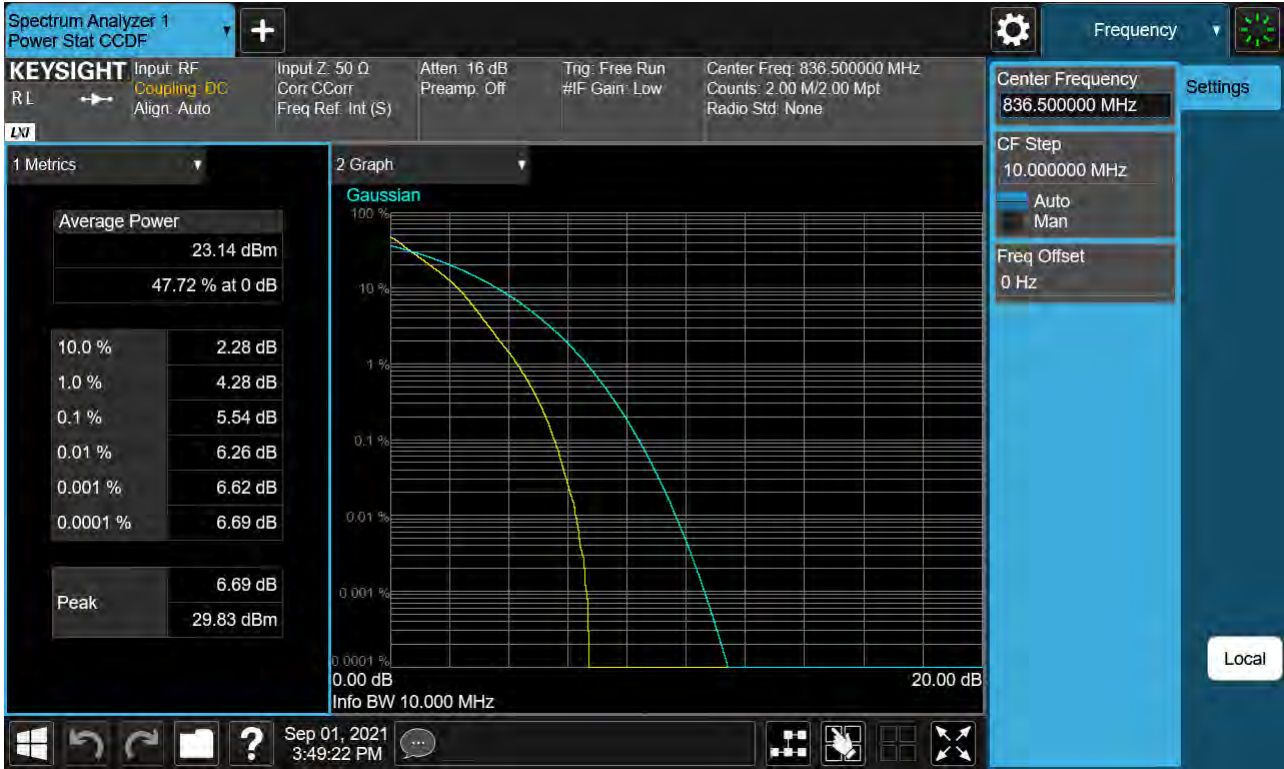 Spectrum Analyzer 1
Power Stat CCDF
Frequency
KEYSIGHT
R L
LXI
Input: RF
Coupling: DC
Align: Auto
Input Z: 50 Ω
Corr CCorr
Freq Ref: Int (S)
Atten: 16 dB
Preamp: Off
Trig: Free Run
#IF Gain: Low
Center Freq: 836.500000 MHz
Counts: 2.00 M/2.00 Mpt
Radio Std: None
Center Frequency
836.500000 MHz
Settings
CF Step
10.000000 MHz
Auto
Man
Freq Offset
0 Hz
1 Metrics
Average Power
23.14 dBm
47.72 % at 0 dB
10.0 % 2.28 dB
1.0 % 4.28 dB
0.1 % 5.54 dB
0.01 % 6.26 dB
0.001 % 6.62 dB
0.0001 % 6.69 dB
Peak
6.69 dB
29.83 dBm
2 Graph
Gaussian
100 %
10 %
1 %
0.1 %
0.01 %
0.001 %
0.0001 %
0.00 dB 20.00 dB
Info BW 10.000 MHz
Local
?
Sep 01, 2021
3:49:22 PM